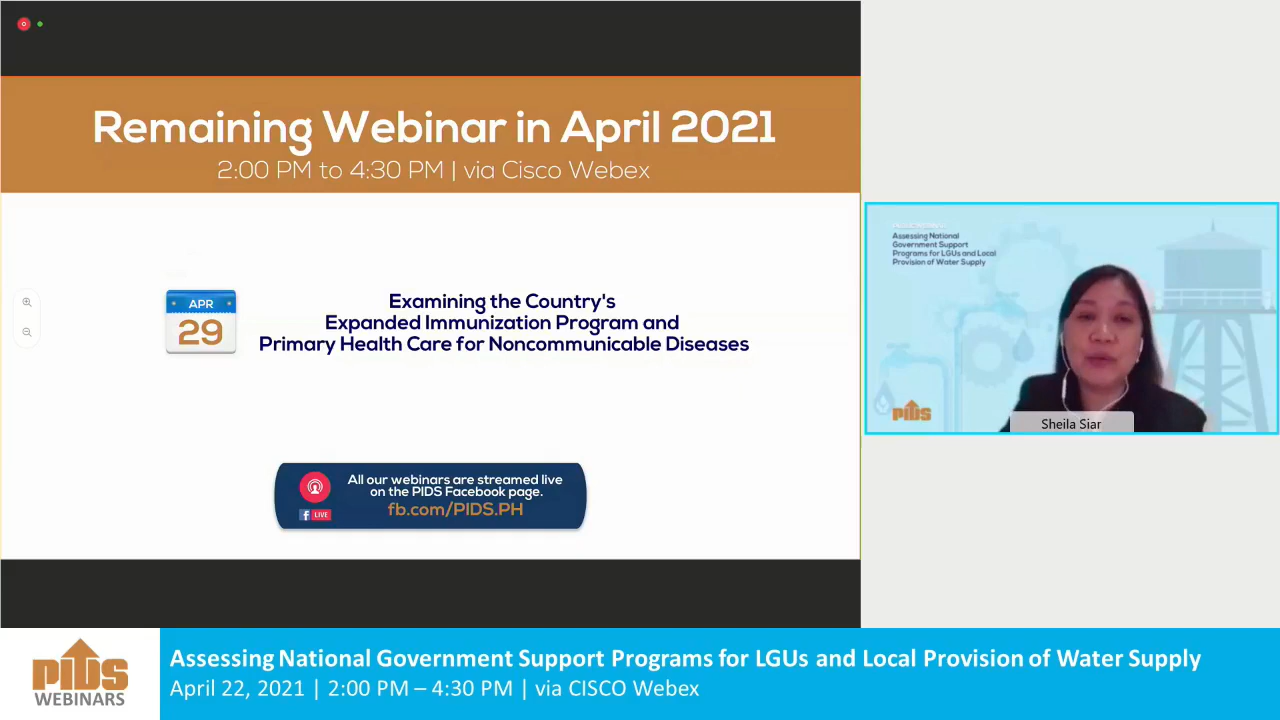 Remaining Webinar in April 2021
2:00 PM to 4:30 PM | via Cisco Webex
APR
29
Examining the Country's
Expanded Immunization Program and
Primary Health Care for Noncommunicable Diseases
All our webinars are streamed live
on the PIDS Facebook page.
fb.com/PIDS.PH
f LIVE
Assessing National
Government Support
Programs for LGUs and Local
Provision of Water Supply
PIDS
Sheila Siar
PIDS
WEBINARS
Assessing National Government Support Programs for LGUs and Local Provision of Water Supply
April 22, 2021 | 2:00 PM – 4:30 PM | via CISCO Webex